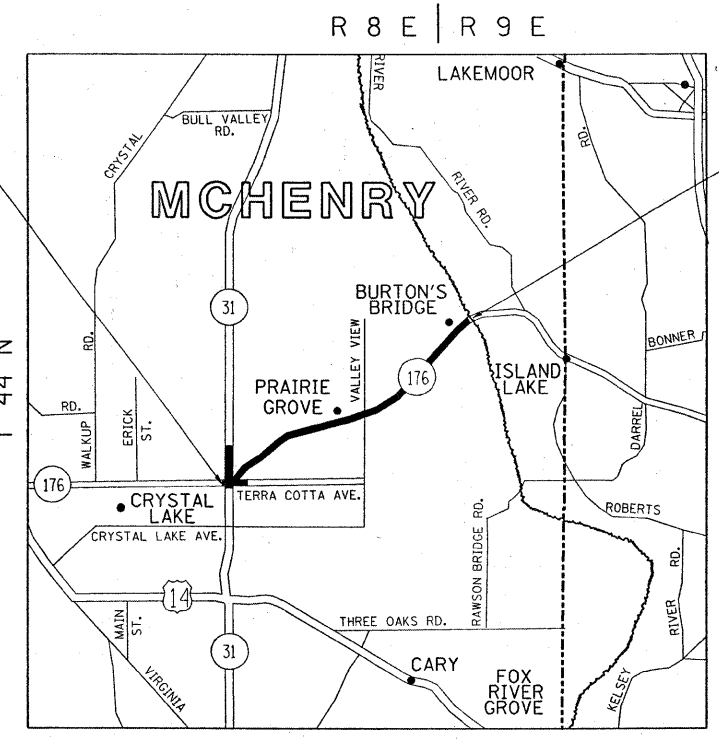 R 8 E | R 9 E
T 44 N
LAKEMOOR
RIVER
BULL VALLEY
RD.
CRYSTAL
RD.
MCHENRY
RIVER RD.
31
BURTON'S
BRIDGE
VALLEY VIEW
BONNER
RD.
ISLAND
LAKE
176
PRAIRIE
GROVE
RD.
WALKUP
ERICK
ST.
DARREL
176
TERRA COTTA AVE.
CRYSTAL
LAKE
ROBERTS
CRYSTAL LAKE AVE.
RAWSON BRIDGE RD.
RD.
RIVER
14
MAIN
ST.
THREE OAKS RD.
31
VIRGINIA
CARY
FOX
RIVER
GROVE
KELSEY